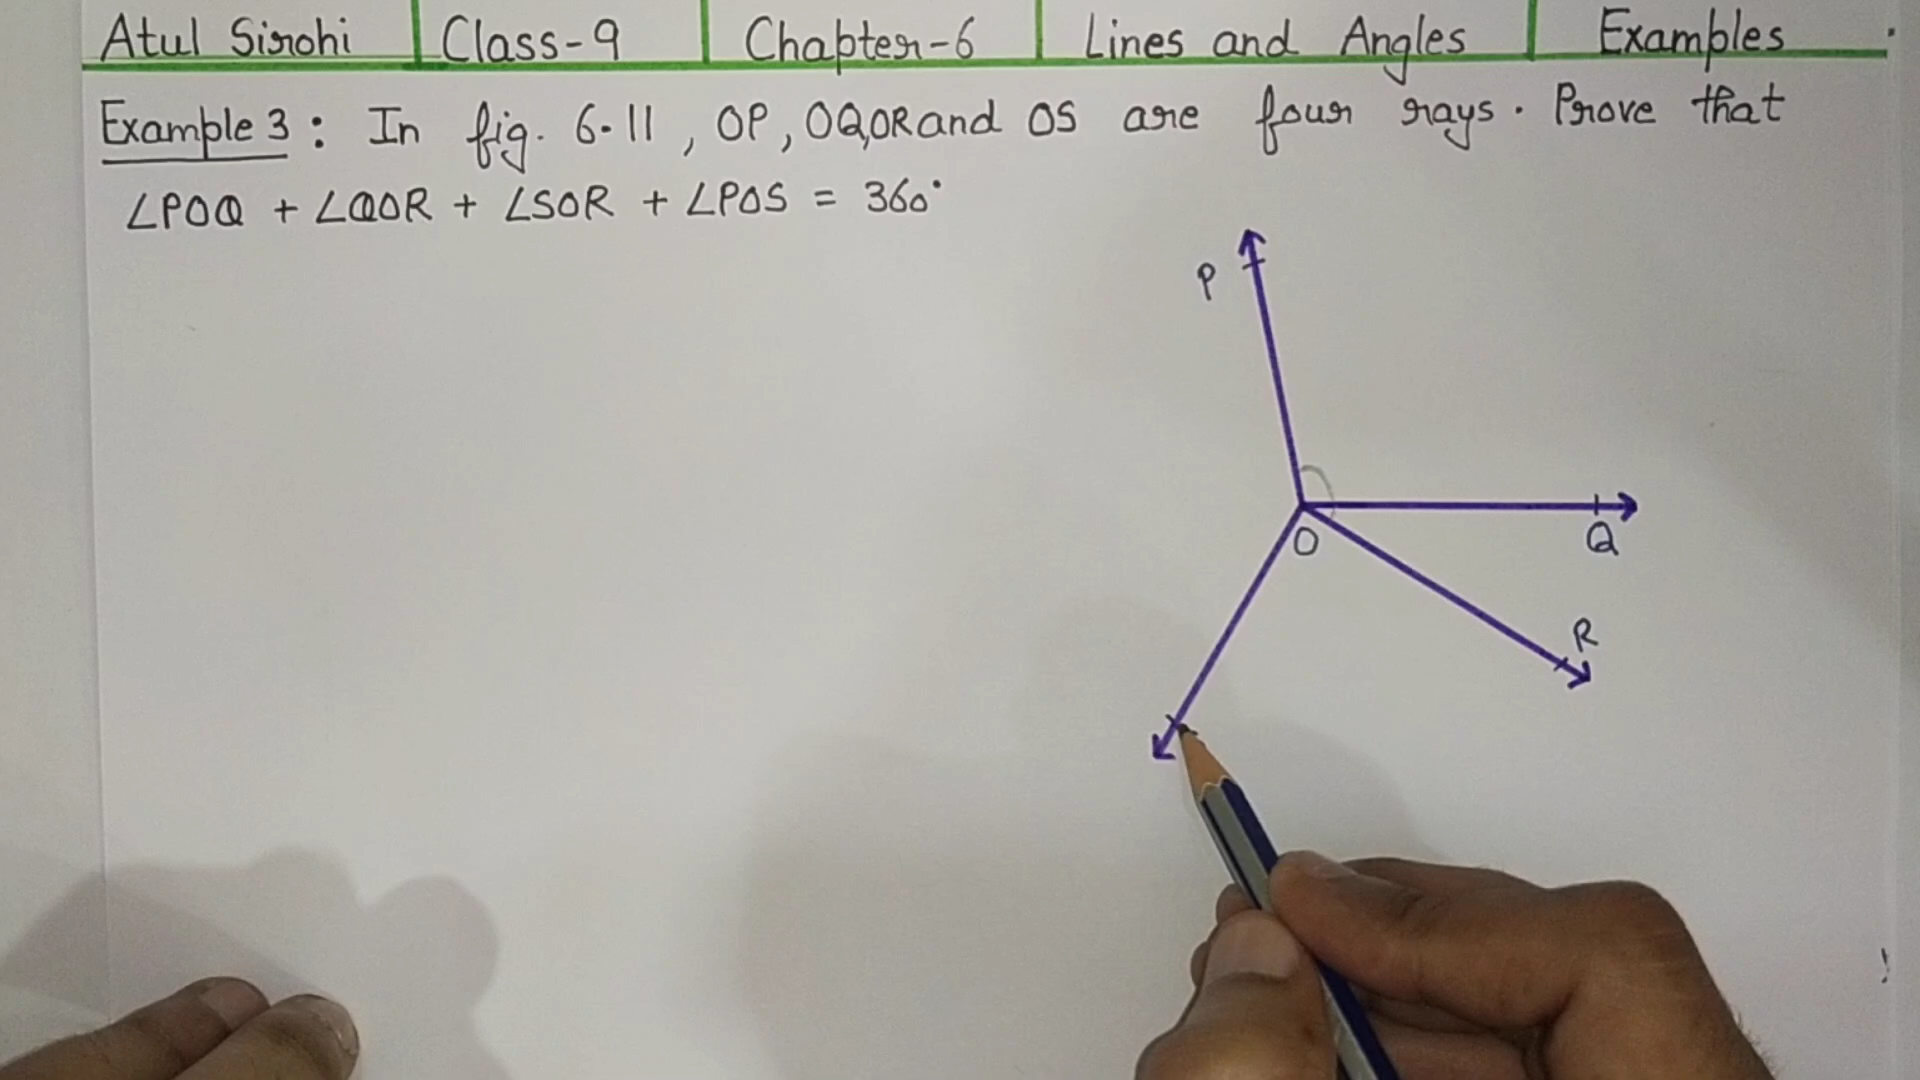 Atul Sirohi Class-9 Chapter-6 Lines and Angles Examples
Example 3 : In fig. 6.11, OP, OQ,OR and OS are four rays. Prove that
∠POQ + ∠QOR + ∠SOR + ∠POS = 360°
P
O
Q
R